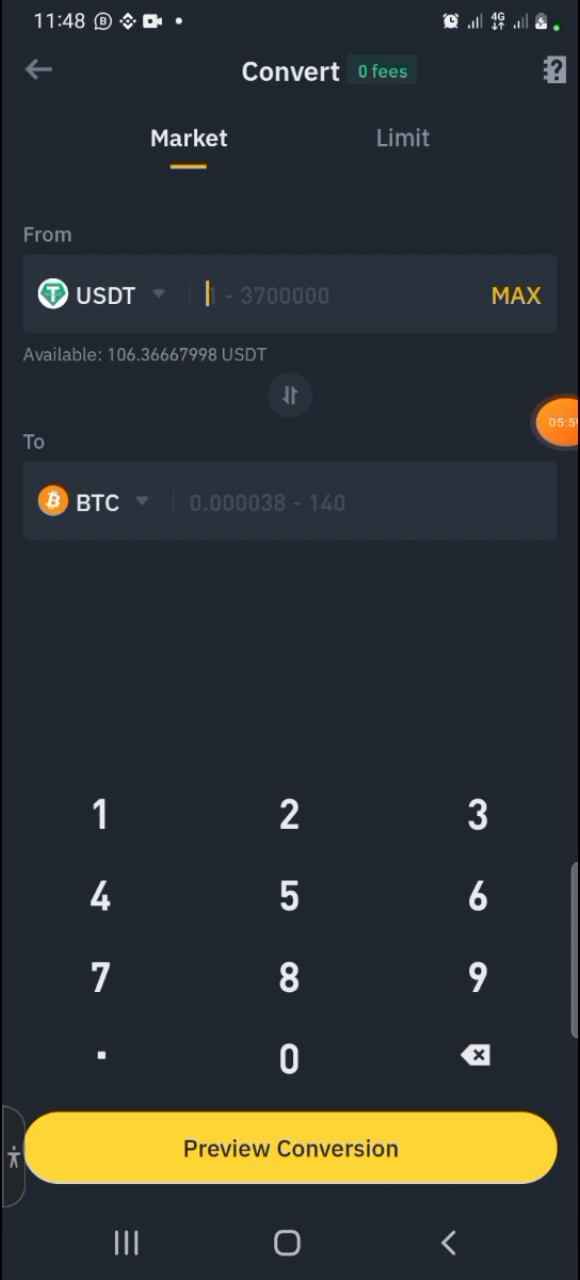 11:48
4G
Convert 0 fees
Market Limit
From
USDT - 3700000 MAX
Available: 106.36667998 USDT
To
BTC 0.000038 - 140
1 2 3
4 5 6
7 8 9
. 0
Preview Conversion